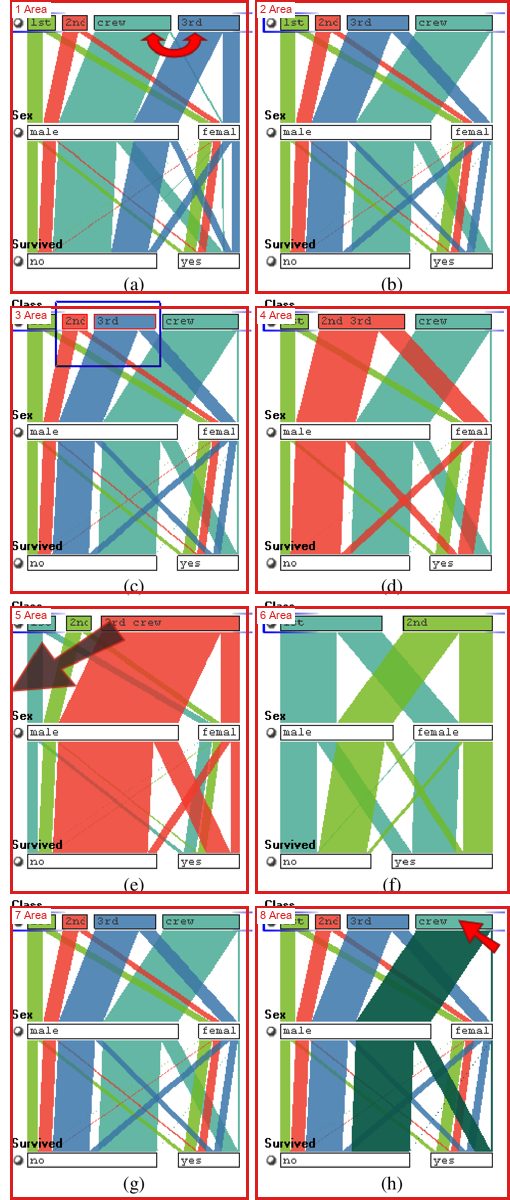 1 Area
2 Area
1st 2nd crew 3rd
1st 2nd 3rd crew
Sex
Sex
male femal
male femal
Survived
Survived
no yes
no yes
(a)
(b)
Class
Class
3 Area
4 Area
2nd 3rd crew
1st 2nd 3rd crew
Sex
Sex
male femal
male femal
Survived
Survived
no yes
no yes
(c)
(d)
Class
Class
5 Area
6 Area
1st 2nd 3rd crew
1st 2nd
Sex
Sex
male femal
male female
Survived
Survived
no yes
no yes
(e)
(f)
Class
Class
7 Area
8 Area
2nd 3rd crew
1st 2nd 3rd crew
Sex
Sex
male femal
male femal
Survived
Survived
no yes
no yes
(g)
(h)